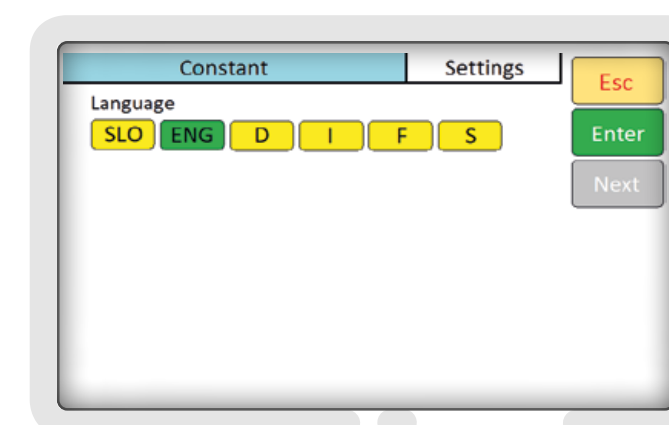 Constant Settings
Esc
Language
SLO ENG D I F S
Enter
Next